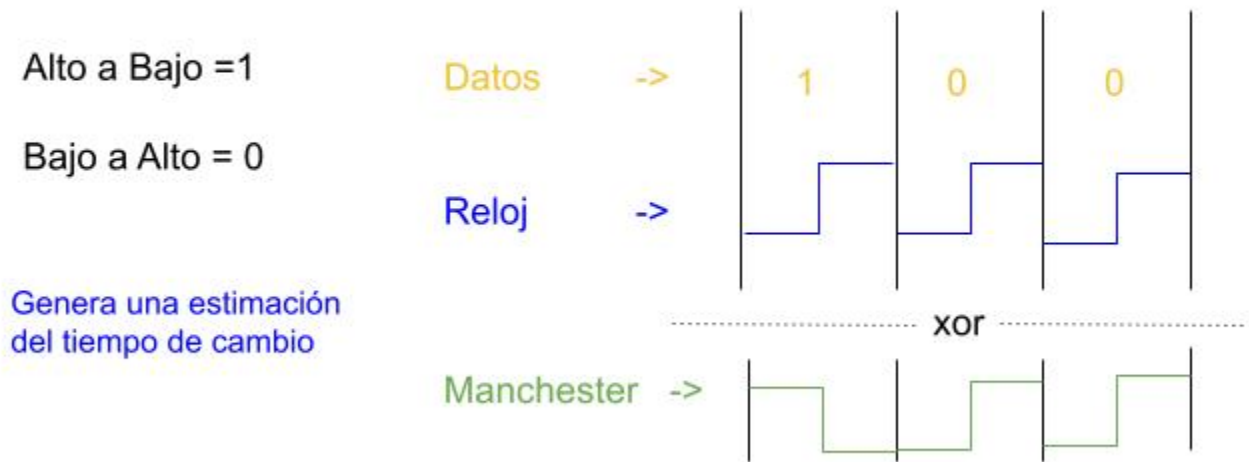 Alto a Bajo =1
Bajo a Alto = 0
Genera una estimación
del tiempo de cambio
Datos -> 1 0 0
Reloj ->
xor
Manchester ->